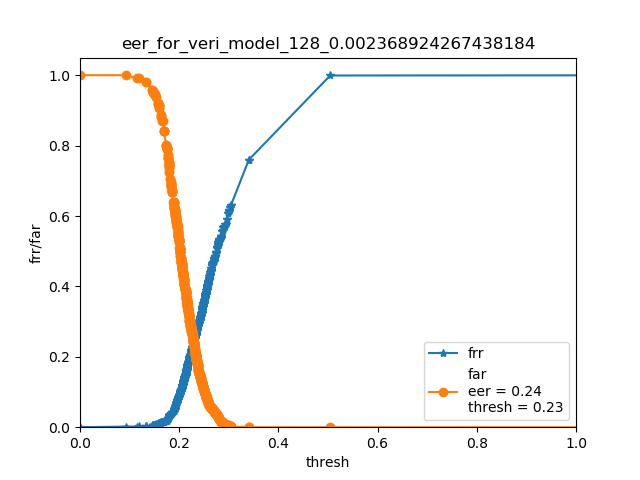 eer_for_veri_model_128_0.002368924267438184
1.0
0.8
0.6
0.4
0.2
0.0
frr/far
0.0 0.2 0.4 0.6 0.8 1.0
thresh
frr
far
eer = 0.24
thresh = 0.23